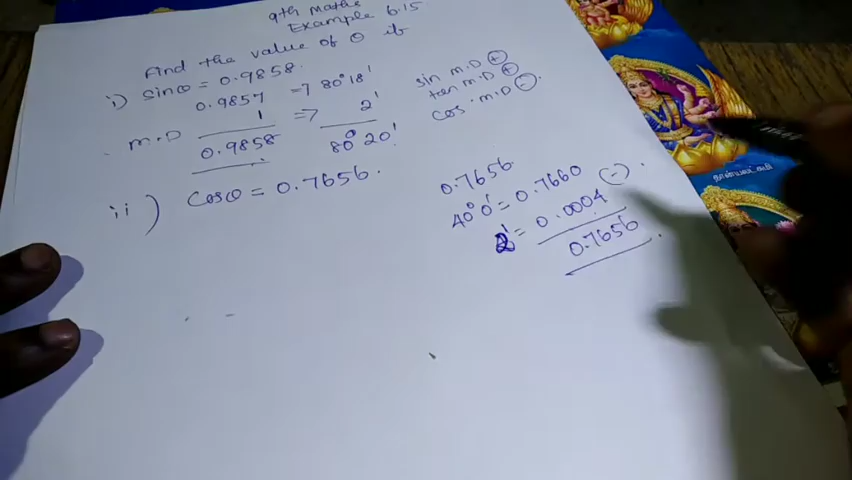 9th Maths
Example 6.15
Find the value of θ if
i) sinθ = 0.9858.
0.9857 => 80°18'
m.D 1 => 2'
0.9858 80°20'.
sin m.D (+)
tan m.D (+)
cos. m.D (-).
ii) Cosθ = 0.7656.
0.7656.
40°0' = 0.7660 (-).
2' = 0.0004
0.7656.